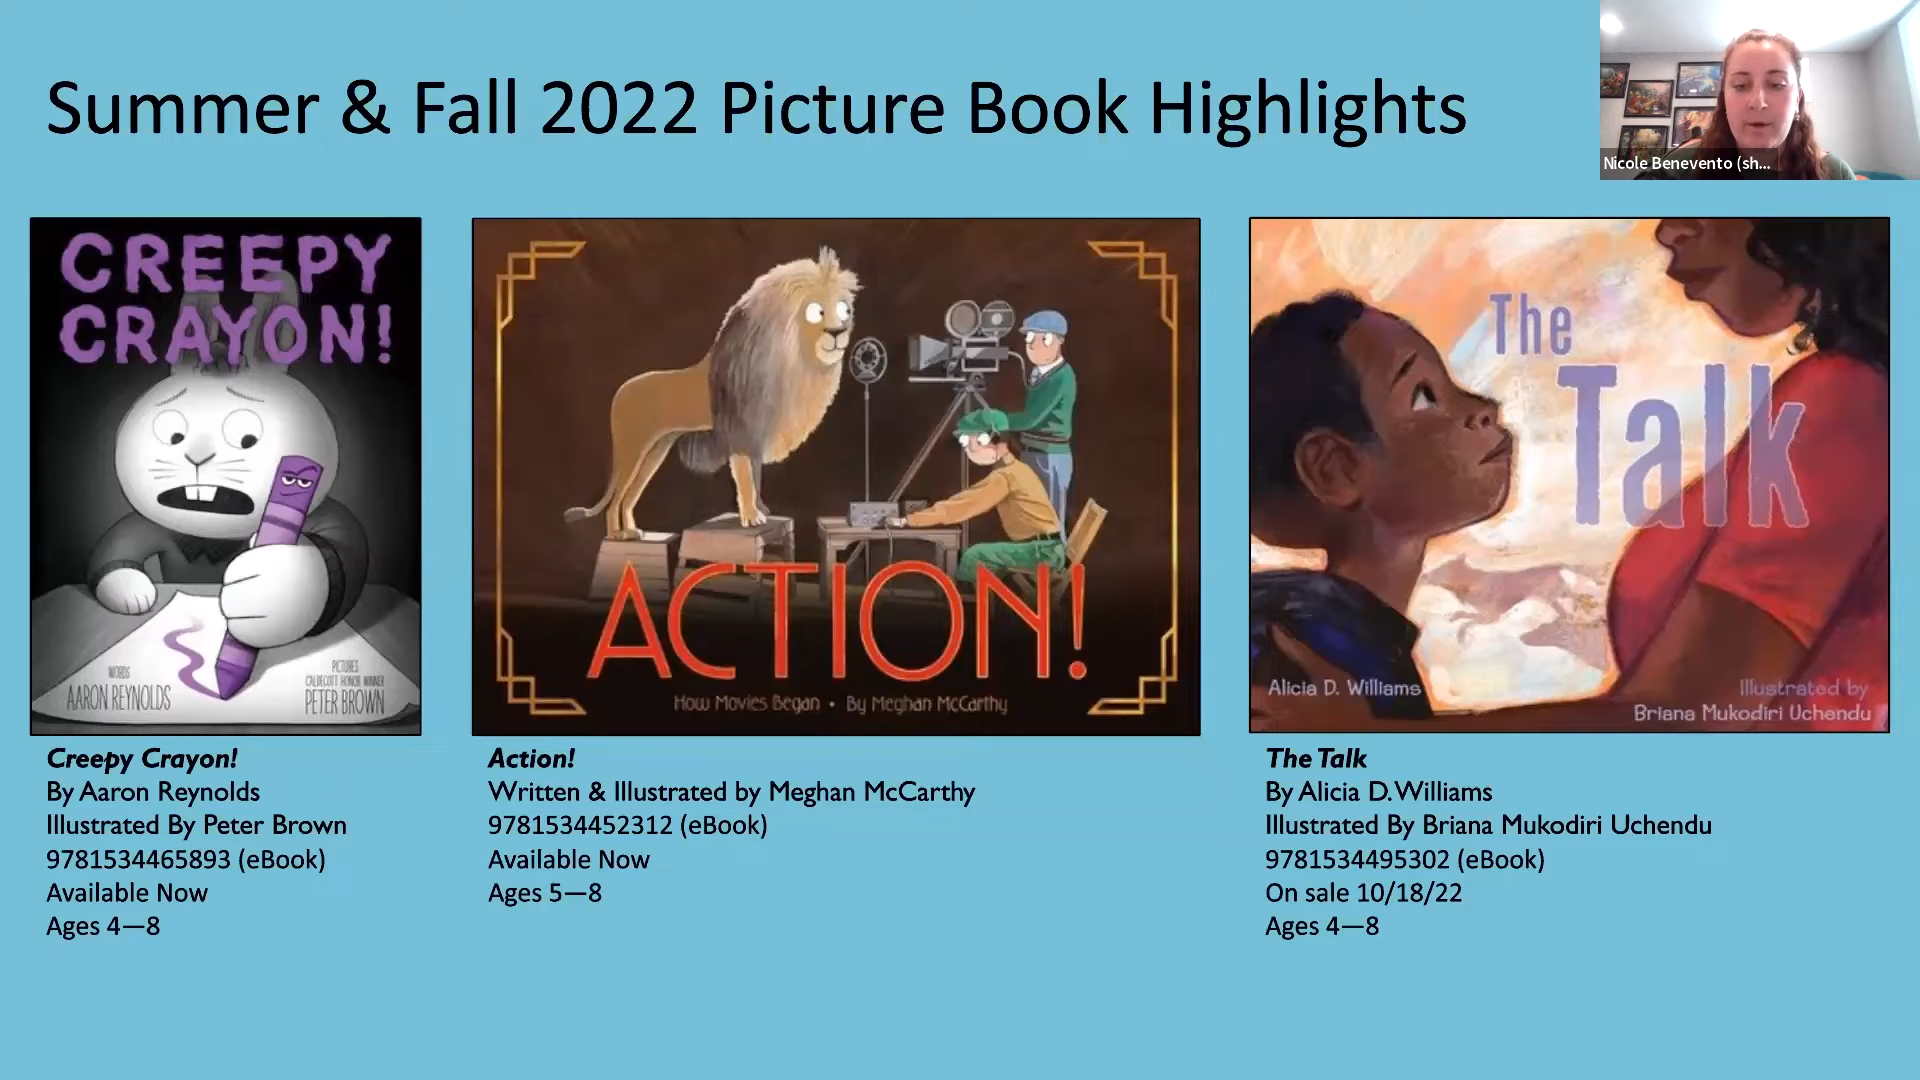 Summer & Fall 2022 Picture Book Highlights
Nicole Benevento (sh...
CREEPY
CRAYON!
WORDS
AARON REYNOLDS
PICTURES
CALDECOTT HONOR WINNER
PETER BROWN
ACTION!
How Movies Began • By Meghan McCarthy
The
Talk
Alicia D. Williams
Illustrated by
Briana Mukodiri Uchendu
Creepy Crayon!
By Aaron Reynolds
Illustrated By Peter Brown
9781534465893 (eBook)
Available Now
Ages 4—8
Action!
Written & Illustrated by Meghan McCarthy
9781534452312 (eBook)
Available Now
Ages 5—8
The Talk
By Alicia D. Williams
Illustrated By Briana Mukodiri Uchendu
9781534495302 (eBook)
On sale 10/18/22
Ages 4—8